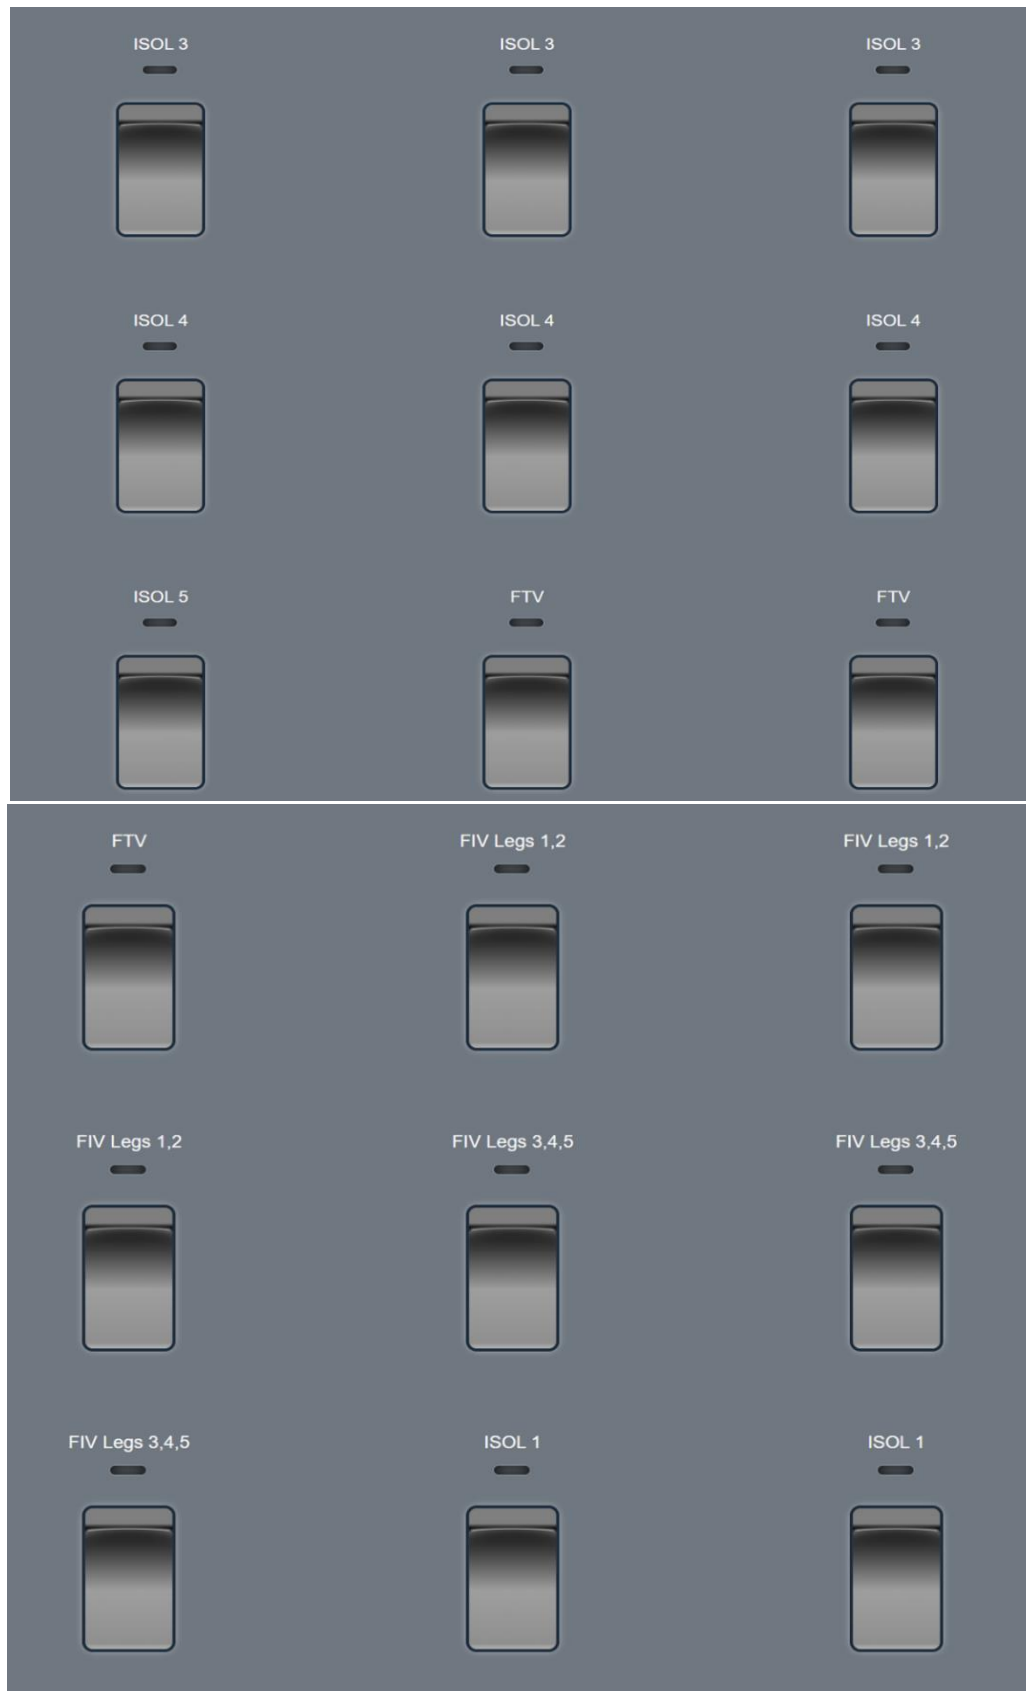 ISOL 3 ISOL 3 ISOL 3
ISOL 4 ISOL 4 ISOL 4
ISOL 5 FTV FTV
FTV FIV Legs 1,2 FIV Legs 1,2
FIV Legs 1,2 FIV Legs 3,4,5 FIV Legs 3,4,5
FIV Legs 3,4,5 ISOL 1 ISOL 1